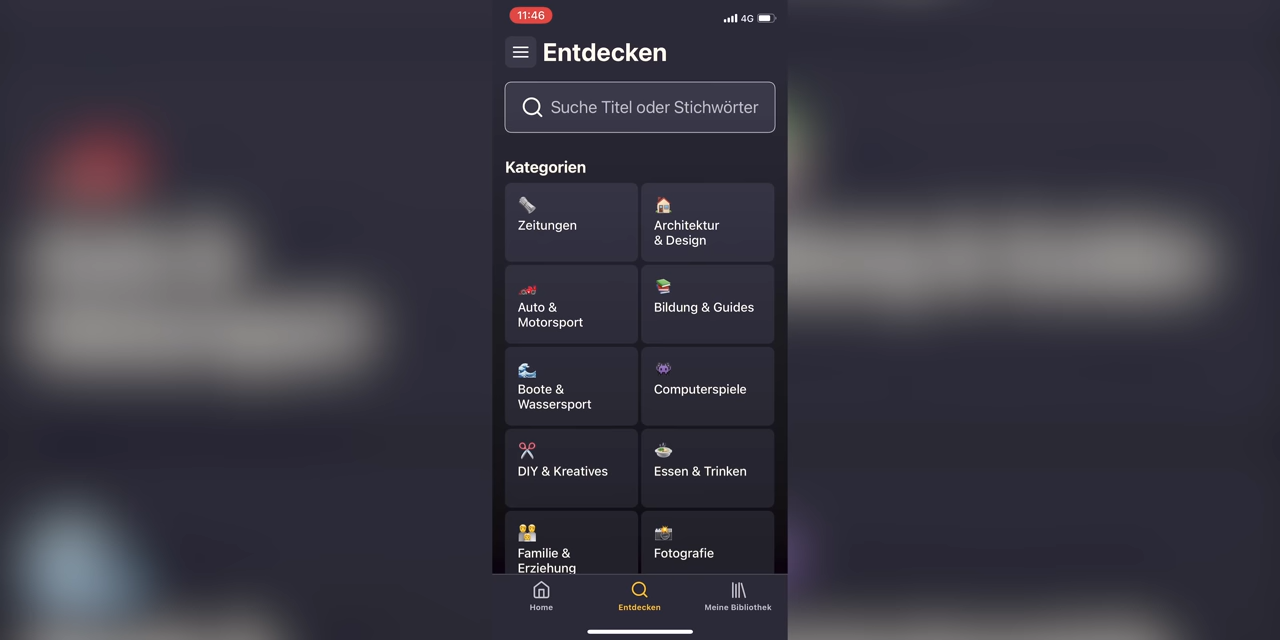 11:46
4G
Entdecken
Suche Titel oder Stichwörter
Kategorien
Zeitungen
Architektur
& Design
Auto &
Motorsport
Bildung & Guides
Boote &
Wassersport
Computerspiele
DIY & Kreatives
Essen & Trinken
Familie &
Erziehung
Fotografie
Home
Entdecken
Meine Bibliothek